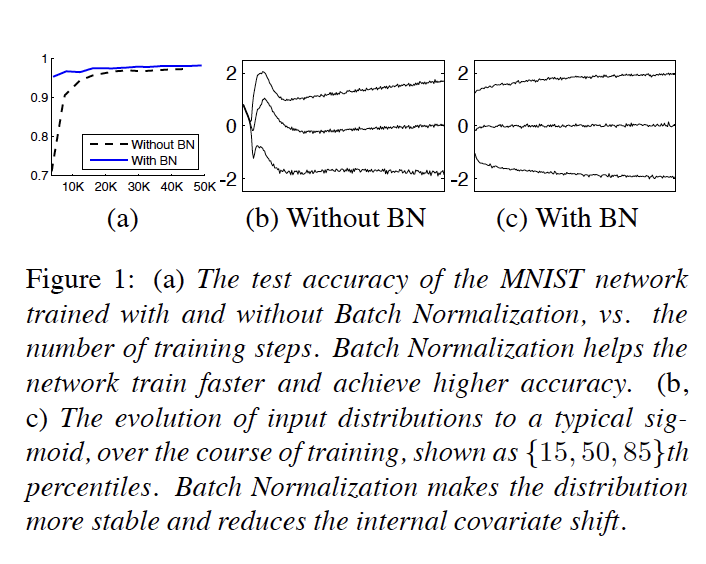 1
0.9
0.8
0.7
10K 20K 30K 40K 50K
Without BN
With BN
(a)
2
0
-2
(b) Without BN
2
0
-2
(c) With BN
Figure 1: (a) The test accuracy of the MNIST network
trained with and without Batch Normalization, vs. the
number of training steps. Batch Normalization helps the
network train faster and achieve higher accuracy. (b,
c) The evolution of input distributions to a typical sig-
moid, over the course of training, shown as {15, 50, 85}th
percentiles. Batch Normalization makes the distribution
more stable and reduces the internal covariate shift.